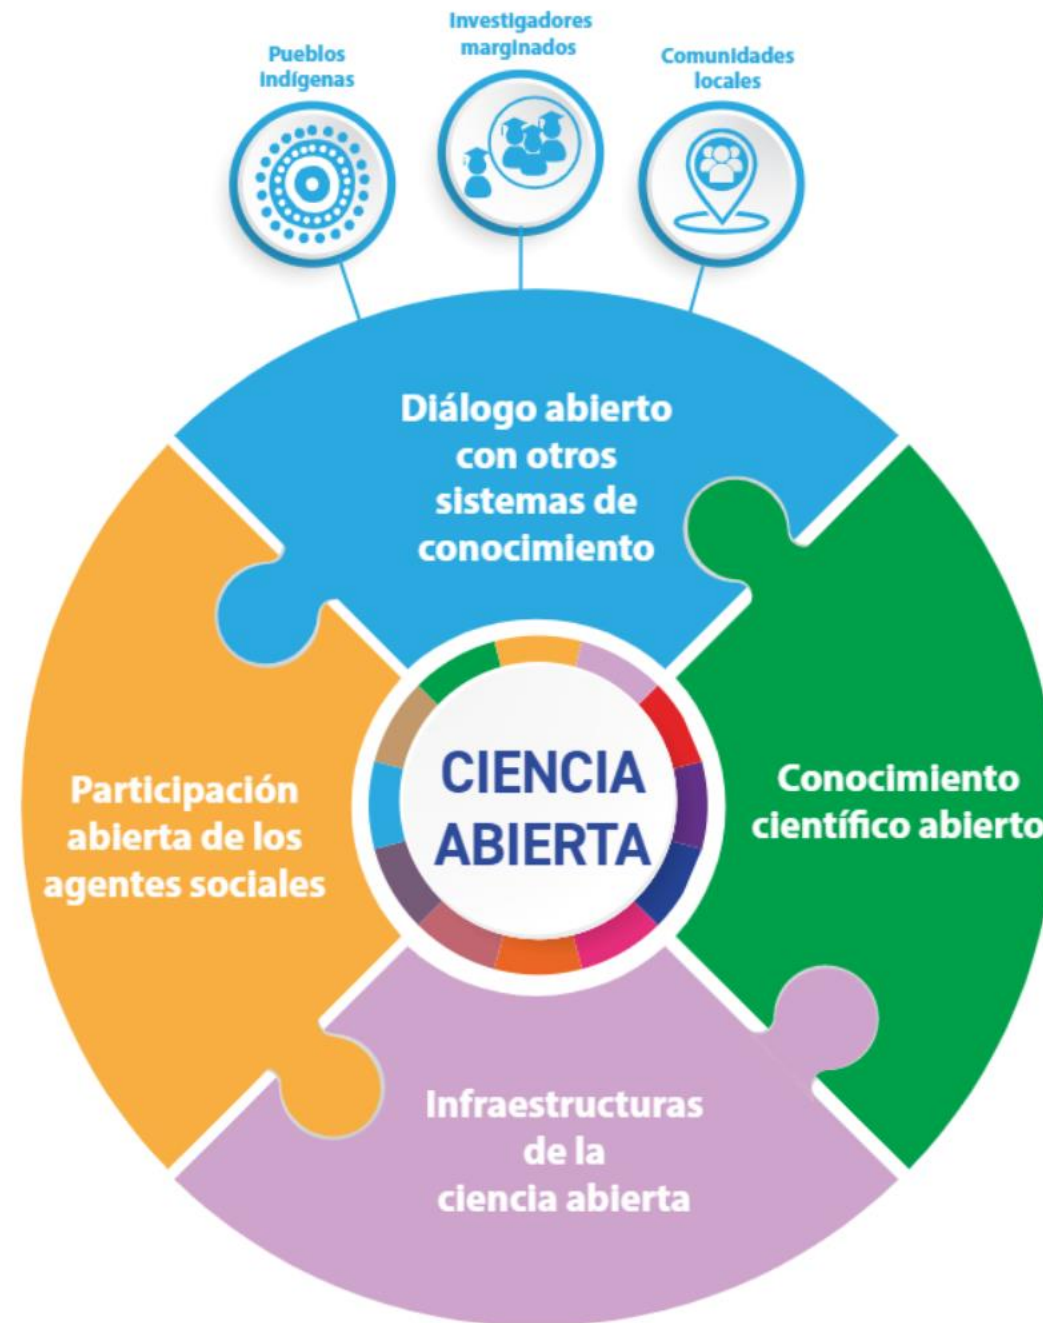 Pueblos
indígenas
Investigadores
marginados
Comunidades
locales
Diálogo abierto
con otros
sistemas de
conocimiento
Participación
abierta de los
agentes sociales
CIENCIA
ABIERTA
Conocimiento
científico abierto
Infraestructuras
de la
ciencia abierta